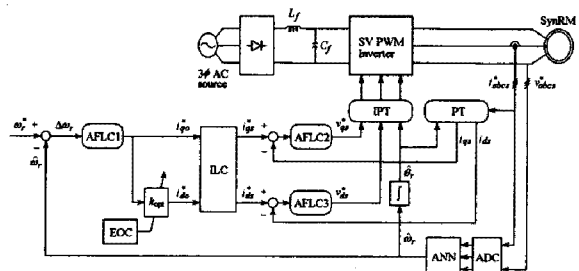 SynRM
L_f
C_f
SV PWM
Inverter
3ϕ AC
source
i_abcs
v*_abcs
IPT
PT
ω*_r
+
Δω_r
AFLC1
−
ω̂_r
i*_qo
i*_qs
+
−
AFLC2
v*_qs
i_qs
i_ds
ILC
θ̂_r
k_opt
i*_do
i*_ds
+
−
AFLC3
v*_ds
∫
EOC
ω̂_r
ANN
ADC